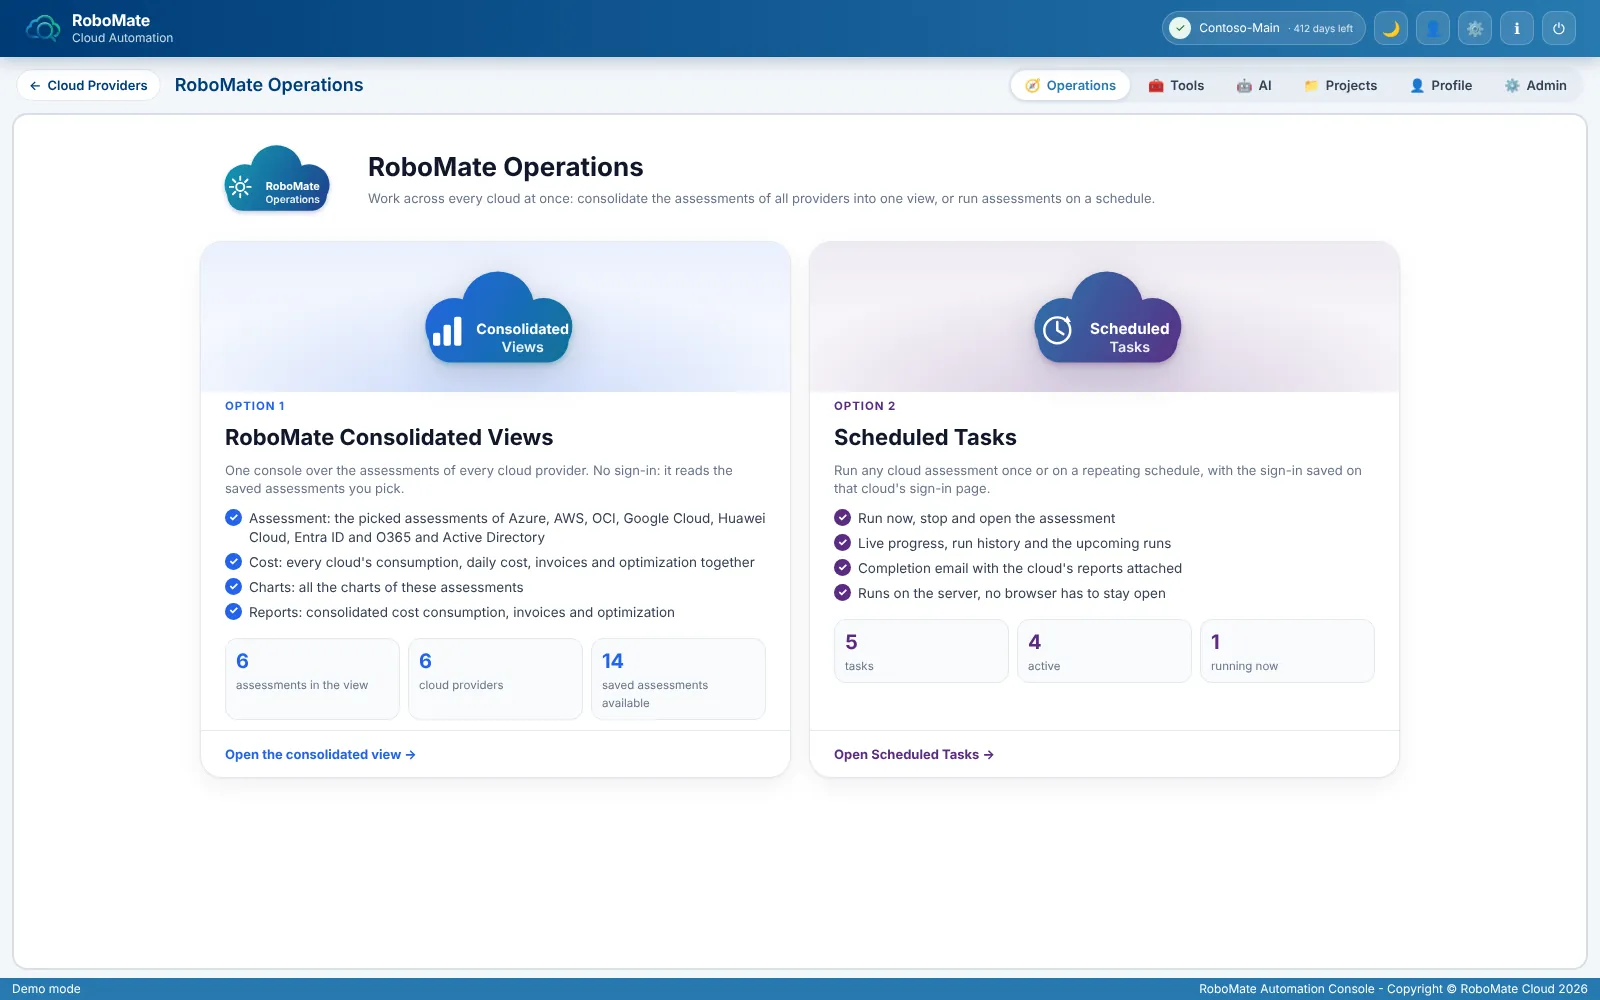 RoboMate
Cloud Automation
Contoso-Main · 412 days left
← Cloud Providers
RoboMate Operations
Operations
Tools
AI
Projects
Profile
Admin
RoboMate
Operations
RoboMate Operations
Work across every cloud at once: consolidate the assessments of all providers into one view, or run assessments on a schedule.
Consolidated
Views
OPTION 1
RoboMate Consolidated Views
One console over the assessments of every cloud provider. No sign-in: it reads the
saved assessments you pick.
Assessment: the picked assessments of Azure, AWS, OCI, Google Cloud, Huawei
Cloud, Entra ID and O365 and Active Directory
Cost: every cloud's consumption, daily cost, invoices and optimization together
Charts: all the charts of these assessments
Reports: consolidated cost consumption, invoices and optimization
6
assessments in the view
6
cloud providers
14
saved assessments
available
Open the consolidated view →
Scheduled
Tasks
OPTION 2
Scheduled Tasks
Run any cloud assessment once or on a repeating schedule, with the sign-in saved on
that cloud's sign-in page.
Run now, stop and open the assessment
Live progress, run history and the upcoming runs
Completion email with the cloud's reports attached
Runs on the server, no browser has to stay open
5
tasks
4
active
1
running now
Open Scheduled Tasks →
Demo mode
RoboMate Automation Console - Copyright © RoboMate Cloud 2026